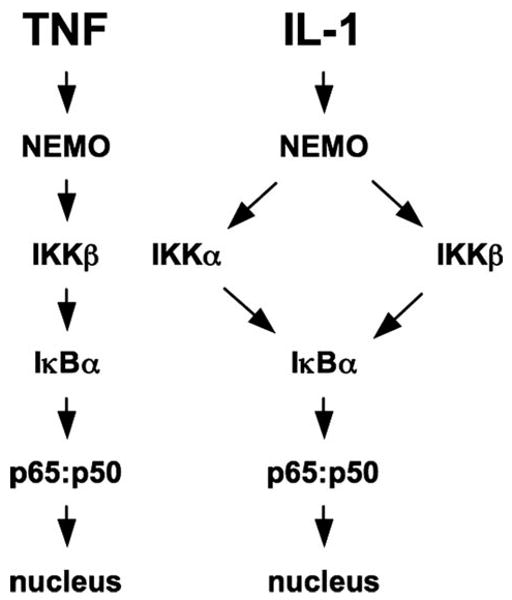 TNF
NEMO
IKKβ
IκBα
p65:p50
nucleus
IL-1
NEMO
IKKα
IKKβ
IκBα
p65:p50
nucleus